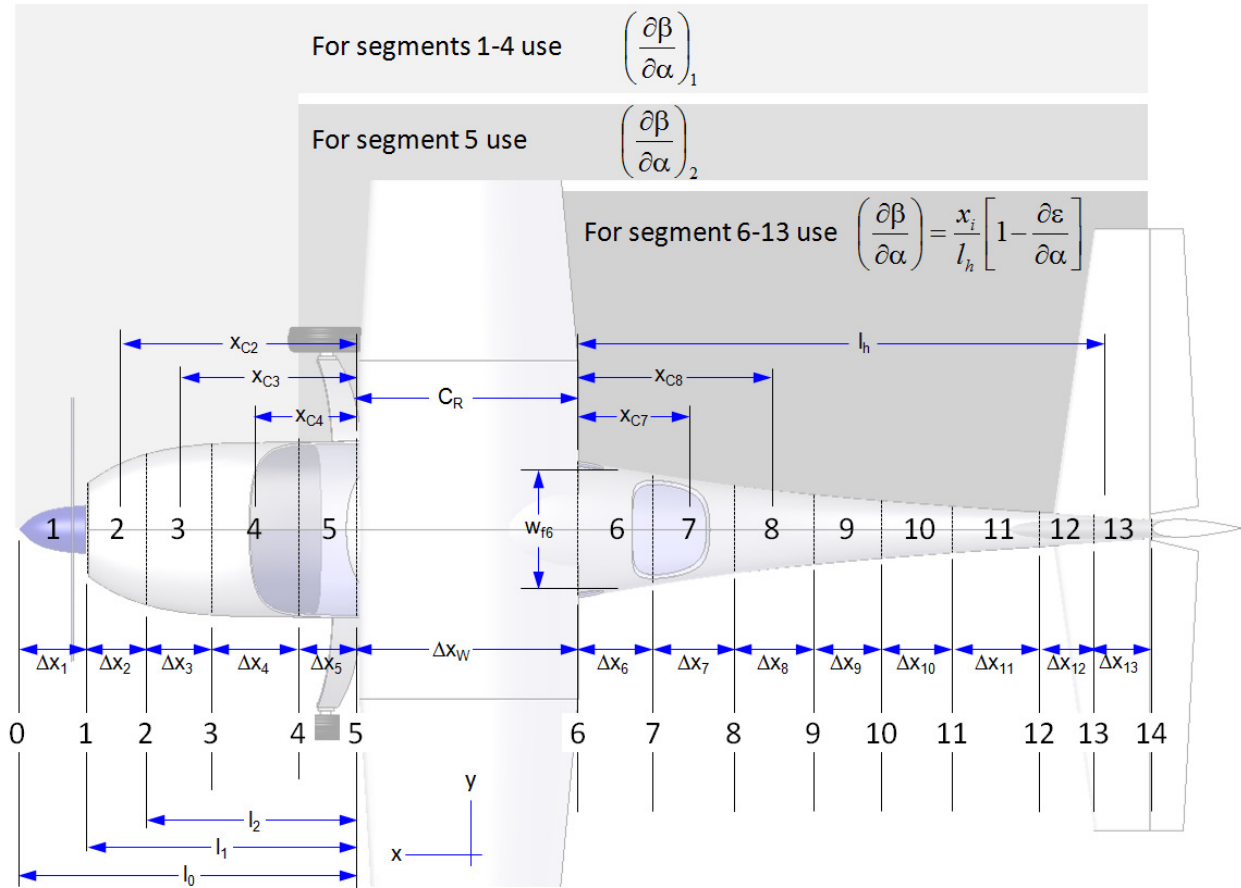 For segments 1-4 use (∂β/∂α)₁
For segment 5 use (∂β/∂α)₂
For segment 6-13 use (∂β/∂α) = xᵢ/lₕ [1 − ∂ε/∂α]
x_C2
l_h
x_C3
x_C8
C_R
x_C4
x_C7
w_f6
1 2 3 4 5 6 7 8 9 10 11 12 13
Δx₁ Δx₂ Δx₃ Δx₄ Δx₅ Δx_W Δx₆ Δx₇ Δx₈ Δx₉ Δx₁₀ Δx₁₁ Δx₁₂ Δx₁₃
0 1 2 3 4 5 6 7 8 9 10 11 12 13 14
y
l₂
l₁
x
l₀